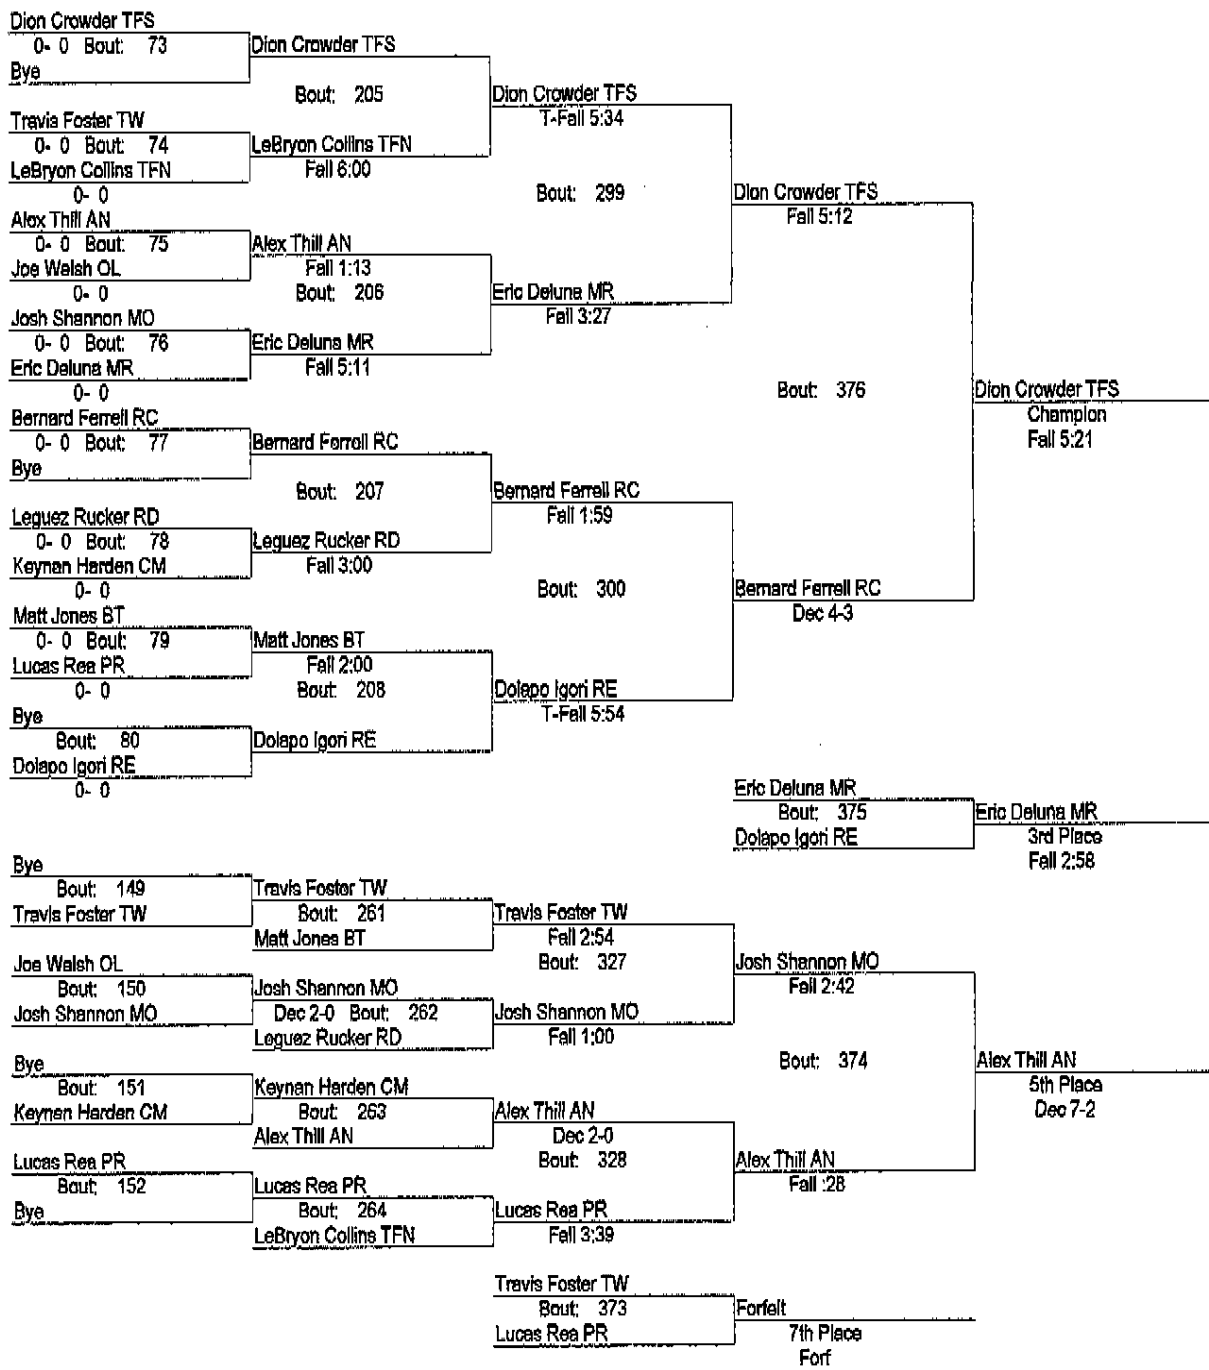 Dion Crowder TFS
0- 0 Bout: 73
Bye
Dion Crowder TFS
Bout: 205
Travis Foster TW
0- 0 Bout: 74
LeBryon Collins TFN
0- 0
LeBryon Collins TFN
Fall 6:00
Dion Crowder TFS
T-Fall 5:34
Bout: 299
Alex Thill AN
0- 0 Bout: 75
Joe Walsh OL
0- 0
Alex Thill AN
Fall 1:13
Bout: 206
Josh Shannon MO
0- 0 Bout: 76
Eric Deluna MR
0- 0
Eric Deluna MR
Fall 5:11
Eric Deluna MR
Fall 3:27
Dion Crowder TFS
Fall 5:12
Bout: 376
Dion Crowder TFS
Champion
Fall 5:21
Bernard Ferrell RC
0- 0 Bout: 77
Bye
Bernard Ferrell RC
Bout: 207
Leguez Rucker RD
0- 0 Bout: 78
Keynan Harden CM
0- 0
Leguez Rucker RD
Fall 3:00
Bernard Ferrell RC
Fall 1:59
Bout: 300
Matt Jones BT
0- 0 Bout: 79
Lucas Rea PR
0- 0
Matt Jones BT
Fall 2:00
Bout: 208
Bye
Bout: 80
Dolapo Igori RE
0- 0
Dolapo Igori RE
Dolapo Igori RE
T-Fall 5:54
Bernard Ferrell RC
Dec 4-3
Eric Deluna MR
Bout: 375
Dolapo Igori RE
Eric Deluna MR
3rd Place
Fall 2:58
Bye
Bout: 149
Travis Foster TW
Travis Foster TW
Bout: 261
Matt Jones BT
Travis Foster TW
Fall 2:54
Bout: 327
Joe Walsh OL
Bout: 150
Josh Shannon MO
Josh Shannon MO
Dec 2-0 Bout: 262
Leguez Rucker RD
Josh Shannon MO
Fall 1:00
Josh Shannon MO
Fall 2:42
Bout: 374
Alex Thill AN
5th Place
Dec 7-2
Bye
Bout: 151
Keynan Harden CM
Keynan Harden CM
Bout: 263
Alex Thill AN
Alex Thill AN
Dec 2-0
Bout: 328
Lucas Rea PR
Bout: 152
Bye
Lucas Rea PR
Bout: 264
LeBryon Collins TFN
Lucas Rea PR
Fall 3:39
Alex Thill AN
Fall :28
Travis Foster TW
Bout: 373
Lucas Rea PR
Forfeit
7th Place
Forf